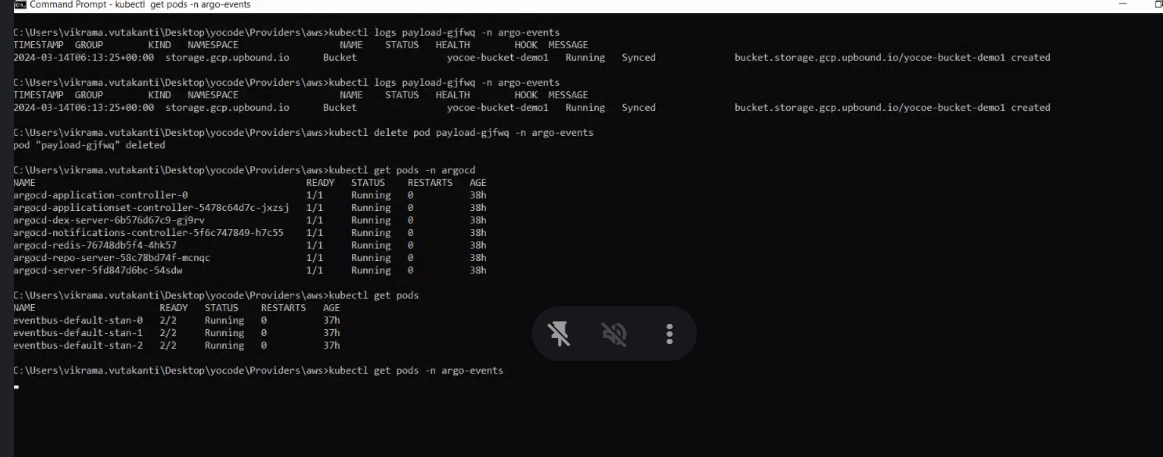 Command Prompt - kubectl get pods -n argo-events
C:\Users\vikrama.vutakanti\Desktop\yocode\Providers\aws>kubectl logs payload-gjfwq -n argo-events
TIMESTAMP GROUP KIND NAMESPACE NAME STATUS HEALTH HOOK MESSAGE
2024-03-14T06:13:25+00:00 storage.gcp.upbound.io Bucket yocoe-bucket-demo1 Running Synced bucket.storage.gcp.upbound.io/yocoe-bucket-demo1 created
C:\Users\vikrama.vutakanti\Desktop\yocode\Providers\aws>kubectl logs payload-gjfwq -n argo-events
TIMESTAMP GROUP KIND NAMESPACE NAME STATUS HEALTH HOOK MESSAGE
2024-03-14T06:13:25+00:00 storage.gcp.upbound.io Bucket yocoe-bucket-demo1 Running Synced bucket.storage.gcp.upbound.io/yocoe-bucket-demo1 created
C:\Users\vikrama.vutakanti\Desktop\yocode\Providers\aws>kubectl delete pod payload-gjfwq -n argo-events
pod "payload-gjfwq" deleted
C:\Users\vikrama.vutakanti\Desktop\yocode\Providers\aws>kubectl get pods -n argocd
NAME READY STATUS RESTARTS AGE
argocd-application-controller-0 1/1 Running 0 38h
argocd-applicationset-controller-5478c64d7c-jxzsj 1/1 Running 0 38h
argocd-dex-server-6b576d67c9-gj9rv 1/1 Running 0 38h
argocd-notifications-controller-5f6c747849-h7c55 1/1 Running 0 38h
argocd-redis-76748db5f4-4hk57 1/1 Running 0 38h
argocd-repo-server-58c78bd74f-mcnqc 1/1 Running 0 38h
argocd-server-5fd847d6bc-54sdw 1/1 Running 0 38h
C:\Users\vikrama.vutakanti\Desktop\yocode\Providers\aws>kubectl get pods
NAME READY STATUS RESTARTS AGE
eventbus-default-stan-0 2/2 Running 0 37h
eventbus-default-stan-1 2/2 Running 0 37h
eventbus-default-stan-2 2/2 Running 0 37h
C:\Users\vikrama.vutakanti\Desktop\yocode\Providers\aws>kubectl get pods -n argo-events